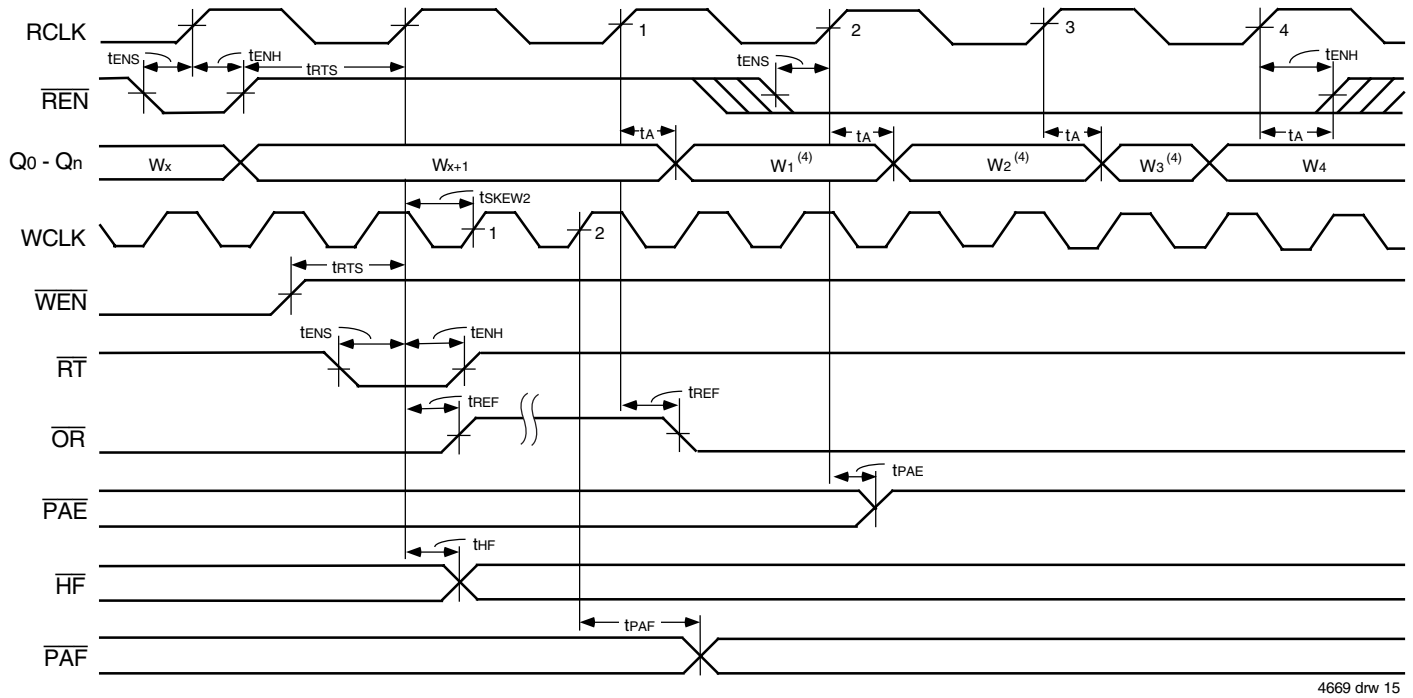 RCLK
1
2
3
4
tENS
tENH
tRTS
tENS
tENH
REN
tA
tA
tA
tA
Q0 - Qn
Wx
Wx+1
W1 (4)
W2 (4)
W3 (4)
W4
tSKEW2
WCLK
1
2
tRTS
WEN
tENS
tENH
RT
tREF
tREF
OR
tPAE
PAE
tHF
HF
tPAF
PAF
4669 drw 15